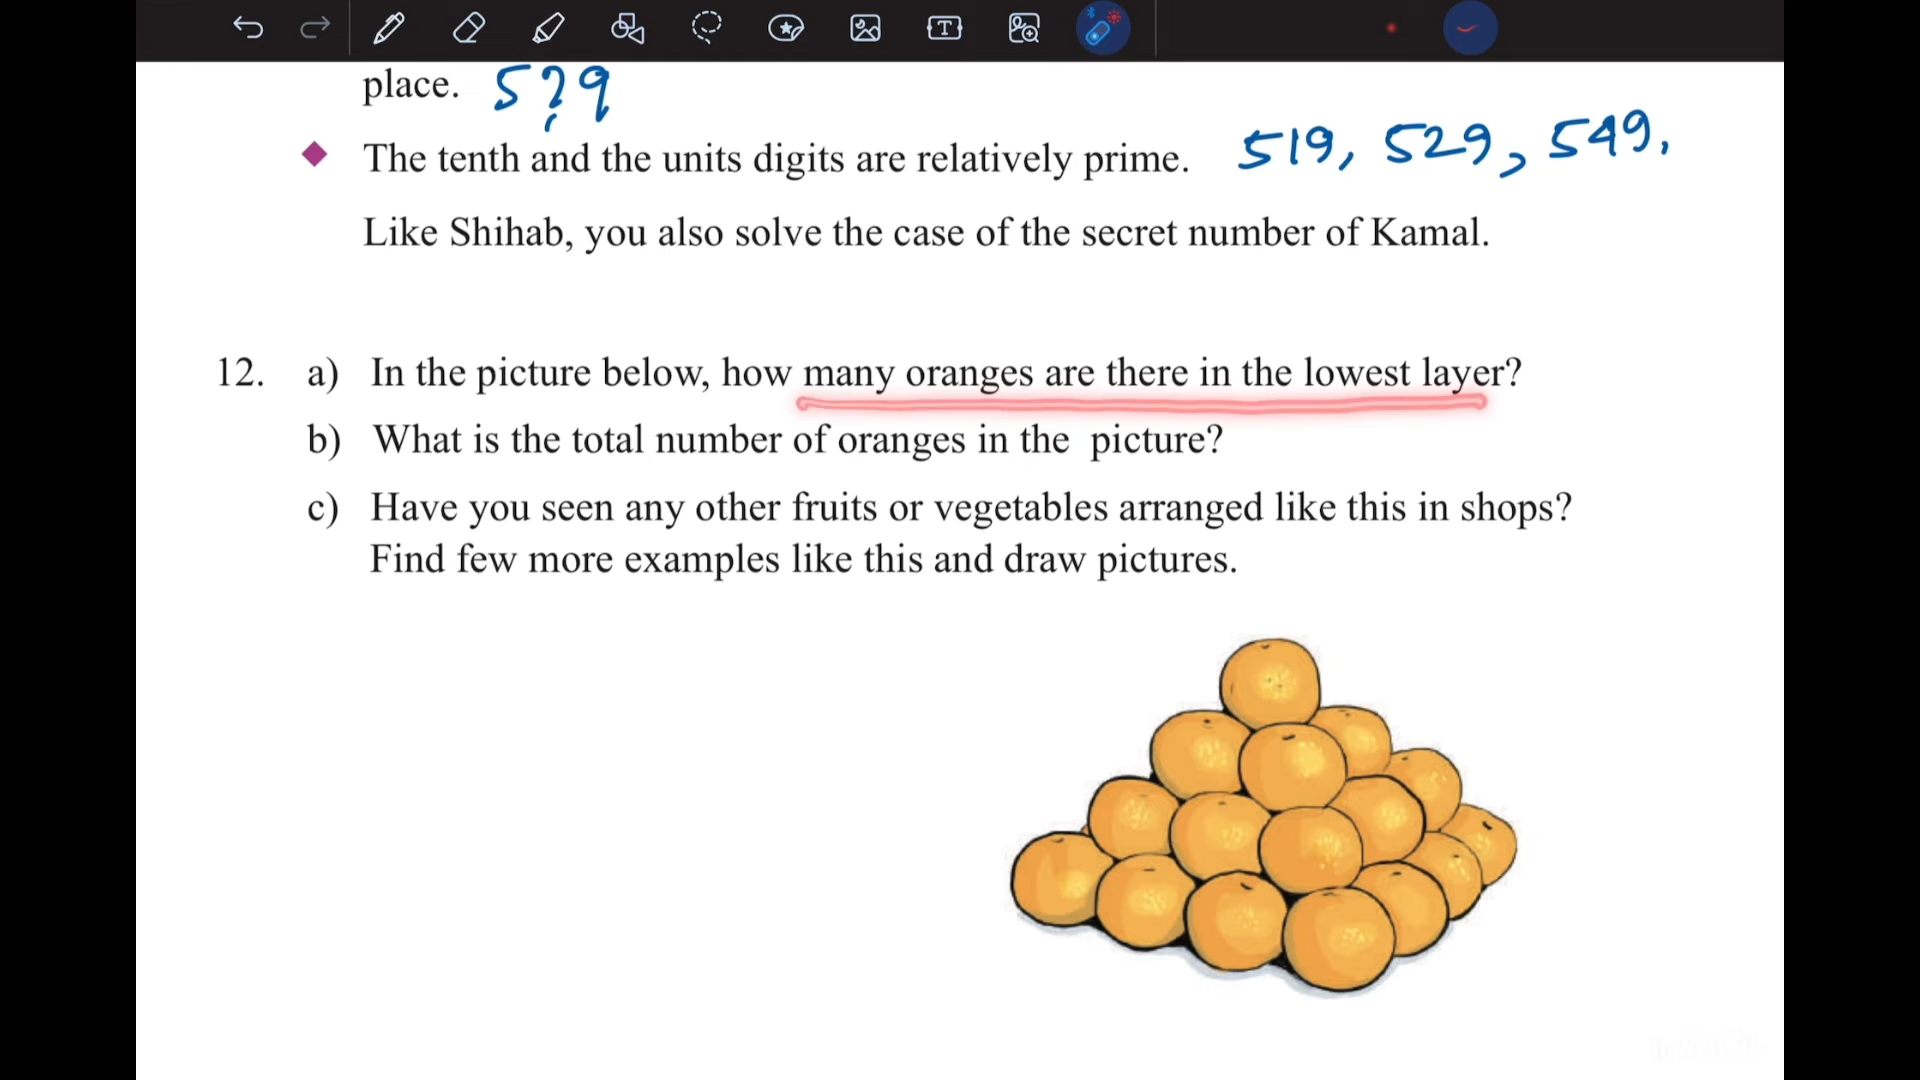 place. 5?9
The tenth and the units digits are relatively prime. 519, 529, 549,
Like Shihab, you also solve the case of the secret number of Kamal.
12. a) In the picture below, how many oranges are there in the lowest layer?
b) What is the total number of oranges in the picture?
c) Have you seen any other fruits or vegetables arranged like this in shops?
Find few more examples like this and draw pictures.